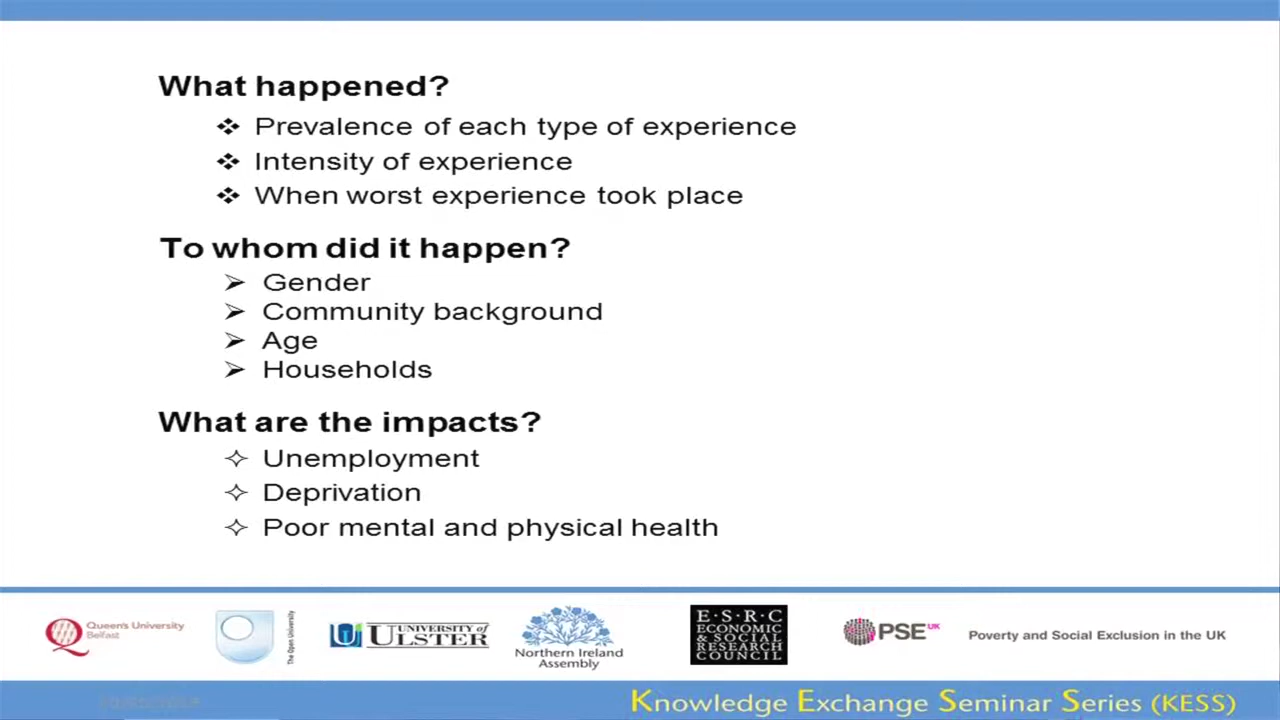 What happened?
❖ Prevalence of each type of experience
❖ Intensity of experience
❖ When worst experience took place
To whom did it happen?
➢ Gender
➢ Community background
➢ Age
➢ Households
What are the impacts?
✧ Unemployment
✧ Deprivation
✧ Poor mental and physical health
Queen's University
Belfast
The Open University
UNIVERSITY of
ULSTER
Northern Ireland
Assembly
E·S·R·C
ECONOMIC
& SOCIAL
RESEARCH
COUNCIL
PSE UK
Poverty and Social Exclusion in the UK
Knowledge Exchange Seminar Series (KESS)